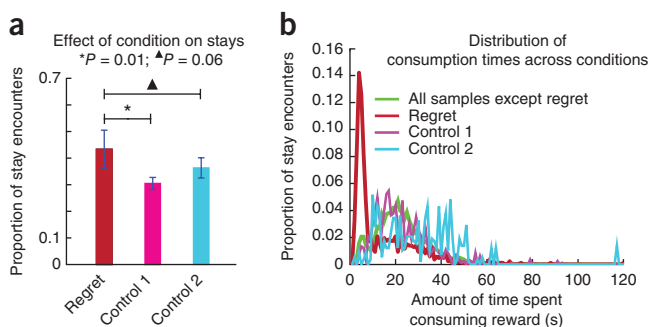 a
Effect of condition on stays
*P = 0.01; ▲P = 0.06
0.7
0
Proportion of stay encounters
▲
*
Regret
Control 1
Control 2
b
Distribution of
consumption times across conditions
All samples except regret
Regret
Control 1
Control 2
0.16
0.14
0.12
0.10
0.08
0.06
0.04
0.02
0
Proportion of stay encounters
0 20 40 60 80 100 120
Amount of time spent
consuming reward (s)